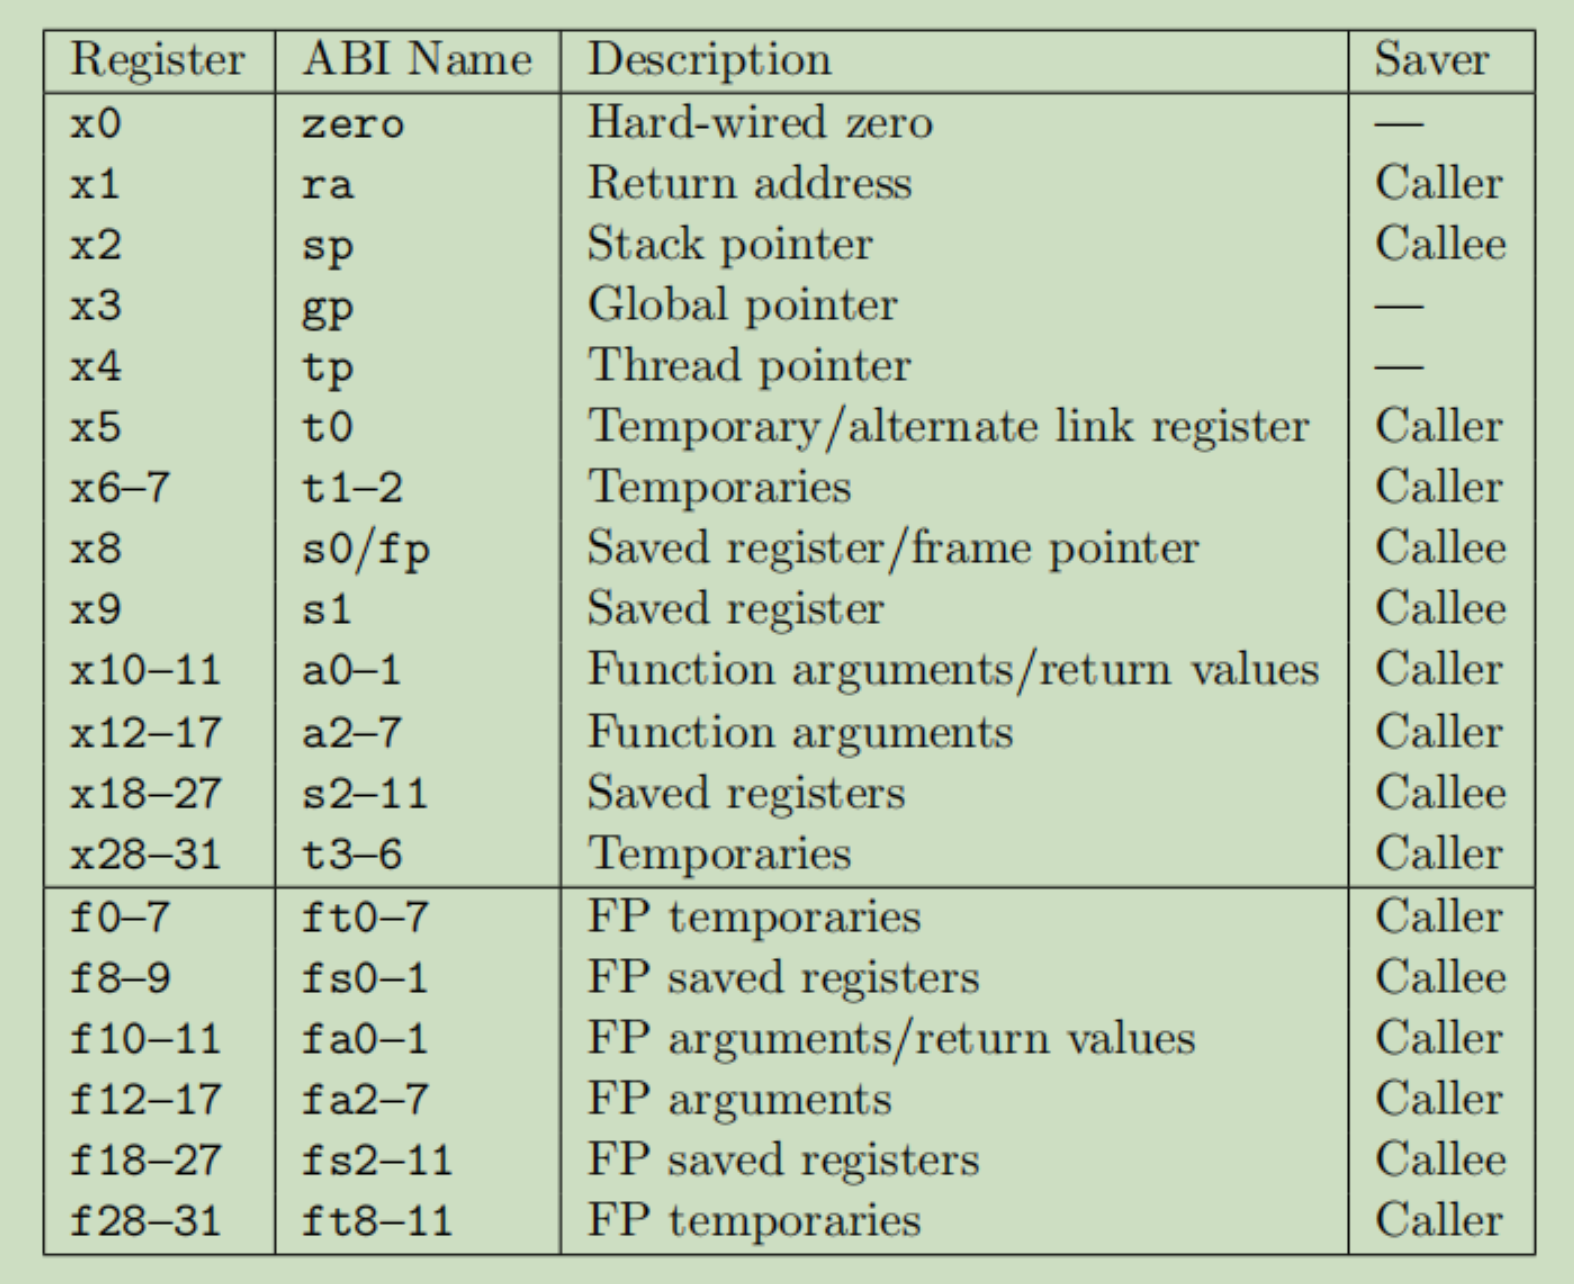 Register ABI Name Description Saver
x0 zero Hard-wired zero —
x1 ra Return address Caller
x2 sp Stack pointer Callee
x3 gp Global pointer —
x4 tp Thread pointer —
x5 t0 Temporary/alternate link register Caller
x6–7 t1–2 Temporaries Caller
x8 s0/fp Saved register/frame pointer Callee
x9 s1 Saved register Callee
x10–11 a0–1 Function arguments/return values Caller
x12–17 a2–7 Function arguments Caller
x18–27 s2–11 Saved registers Callee
x28–31 t3–6 Temporaries Caller
f0–7 ft0–7 FP temporaries Caller
f8–9 fs0–1 FP saved registers Callee
f10–11 fa0–1 FP arguments/return values Caller
f12–17 fa2–7 FP arguments Caller
f18–27 fs2–11 FP saved registers Callee
f28–31 ft8–11 FP temporaries Caller